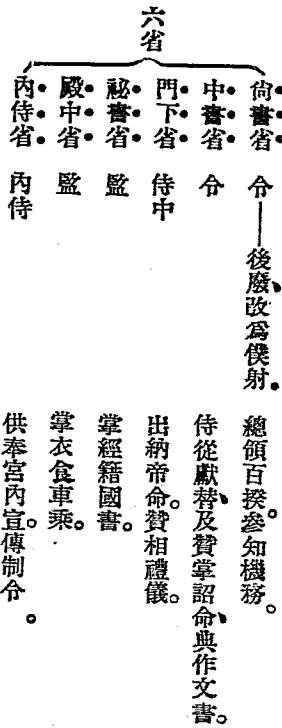 六省
尙書省　令——後廢、改爲僕射.　總領百揆。參知機務。
中書省　令　侍從獻替、及贊掌詔命、典作文書。
門下省　侍中　出納帝命。贊相禮儀。
祕書省　監　掌經籍國書。
殿中省　監　掌衣食車乘。
內侍省　內侍　供奉宮內。宣傳制令。